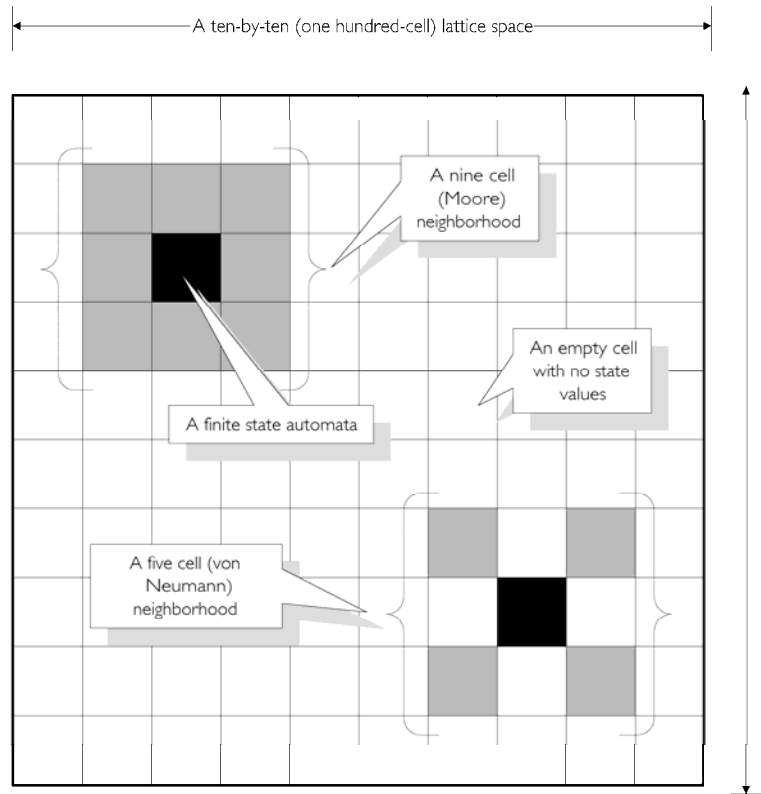 A ten-by-ten (one hundred-cell) lattice space
A nine cell
(Moore)
neighborhood
An empty cell
with no state
values
A finite state automata
A five cell (von
Neumann)
neighborhood